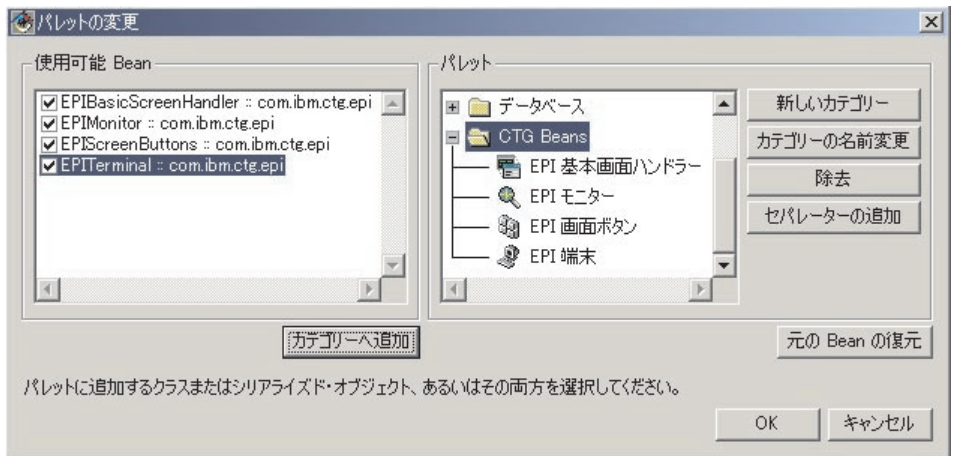 パレットの変更
使用可能 Bean
EPIBasicScreenHandler :: com.ibm.ctg.epi
EPIMonitor :: com.ibm.ctg.epi
EPIScreenButtons :: com.ibm.ctg.epi
EPITerminal :: com.ibm.ctg.epi
カテゴリーへ追加
パレット
データベース
CTG Beans
EPI 基本画面ハンドラー
EPI モニター
EPI 画面ボタン
EPI 端末
新しいカテゴリー
カテゴリーの名前変更
除去
セパレーターの追加
元の Bean の復元
パレットに追加するクラスまたはシリアライズド・オブジェクト、あるいはその両方を選択してください。
OK
キャンセル